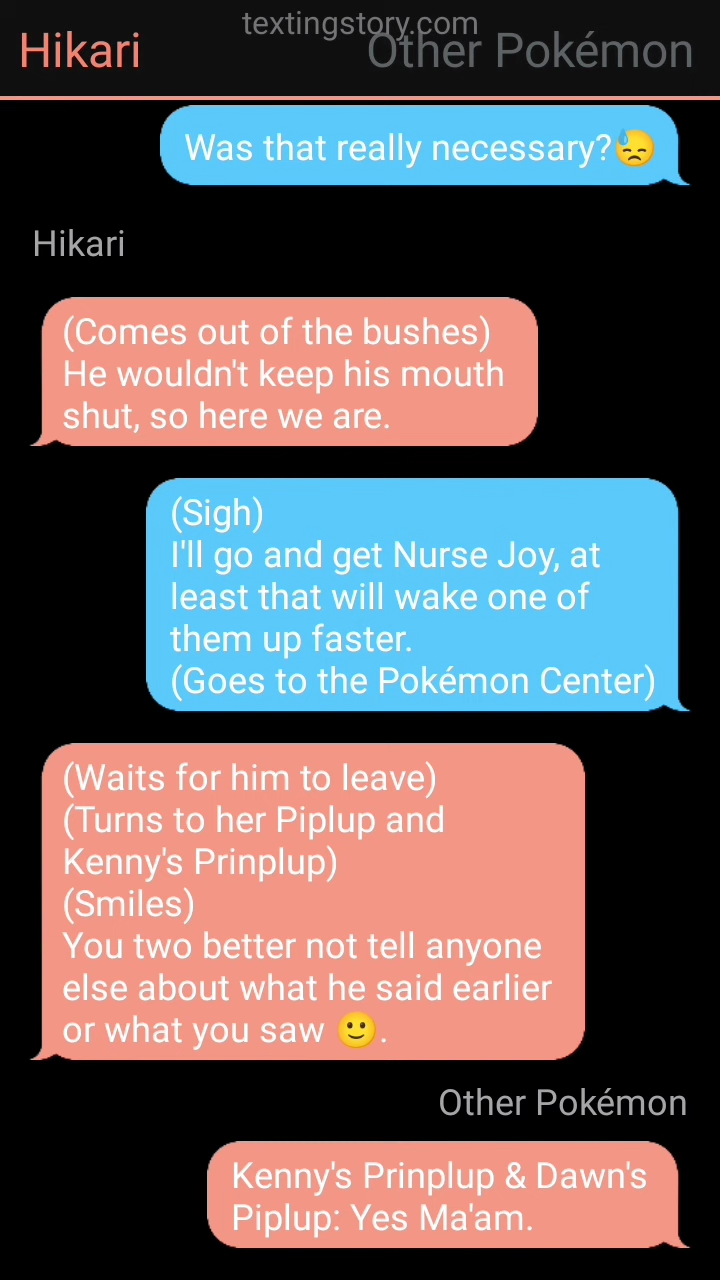 textingstory.com
Hikari
Other Pokémon
Was that really necessary?😓
Hikari
(Comes out of the bushes)
He wouldn't keep his mouth
shut, so here we are.
(Sigh)
I'll go and get Nurse Joy, at
least that will wake one of
them up faster.
(Goes to the Pokémon Center)
(Waits for him to leave)
(Turns to her Piplup and
Kenny's Prinplup)
(Smiles)
You two better not tell anyone
else about what he said earlier
or what you saw 🙂.
Other Pokémon
Kenny's Prinplup & Dawn's
Piplup: Yes Ma'am.